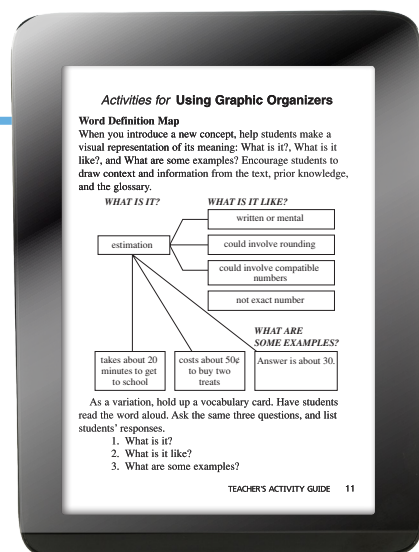 Activities for Using Graphic Organizers
Word Definition Map
When you introduce a new concept, help students make a
visual representation of its meaning: What is it?, What is it
like?, and What are some examples? Encourage students to
draw context and information from the text, prior knowledge,
and the glossary.
WHAT IS IT?
WHAT IS IT LIKE?
written or mental
estimation
could involve rounding
could involve compatible
numbers
not exact number
WHAT ARE
SOME EXAMPLES?
takes about 20
minutes to get
to school
costs about 50¢
to buy two
treats
Answer is about 30.
As a variation, hold up a vocabulary card. Have students
read the word aloud. Ask the same three questions, and list
students’ responses.
1. What is it?
2. What is it like?
3. What are some examples?
TEACHER'S ACTIVITY GUIDE 11